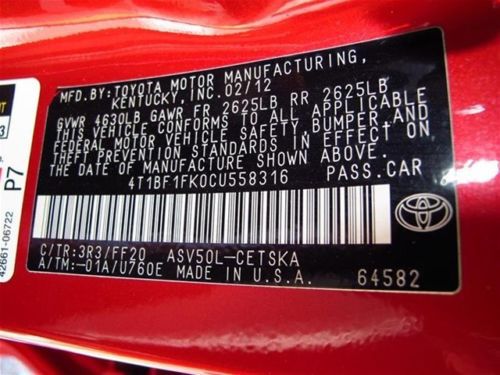 MFD.BY: TOYOTA MOTOR MANUFACTURING,
KENTUCKY, INC. 02/12
GVWR 4630LB GAWR FR 2625LB RR 2625LB
THIS VEHICLE CONFORMS TO ALL APPLICABLE
FEDERAL MOTOR VEHICLE SAFETY, BUMPER, AND
THEFT PREVENTION STANDARDS IN EFFECT ON
THE DATE OF MANUFACTURE SHOWN ABOVE.
4T1BF1FK0CU558316 PASS.CAR
C/TR: 3R3/FF20 ASV50L-CETSKA
A/TM: -01A/U760E MADE IN U.S.A.
64582
TOYOTA
P7
42661-06722